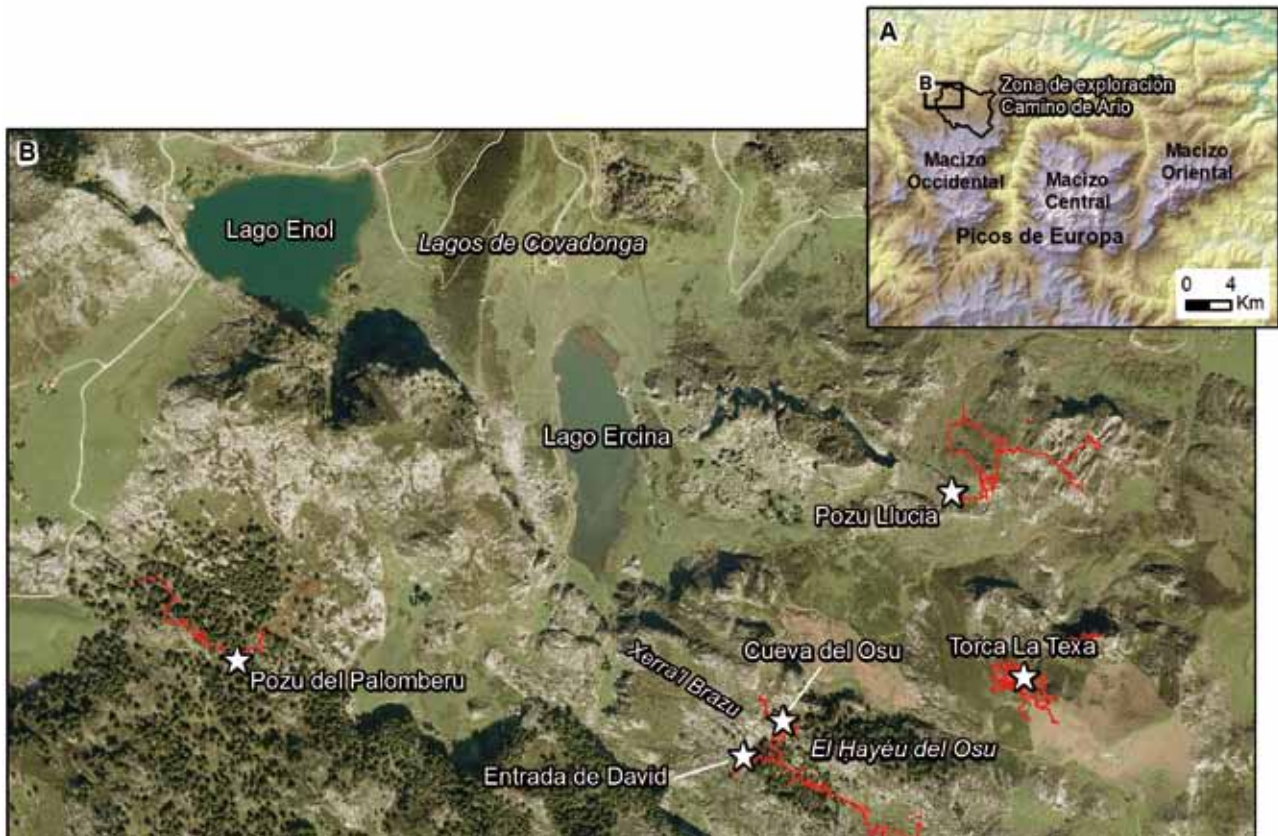 A
B
Zona de exploración
Camino de Ario
Macizo
Occidental
Macizo
Central
Macizo
Oriental
Picos de Europa
0 4
Km
B
Lago Enol
Lagos de Covadonga
Lago Ercina
Pozu Llucia
Xerra'l Brazu
Cueva del Osu
Torca La Texa
Pozu del Palomberu
El Hayéu del Osu
Entrada de David